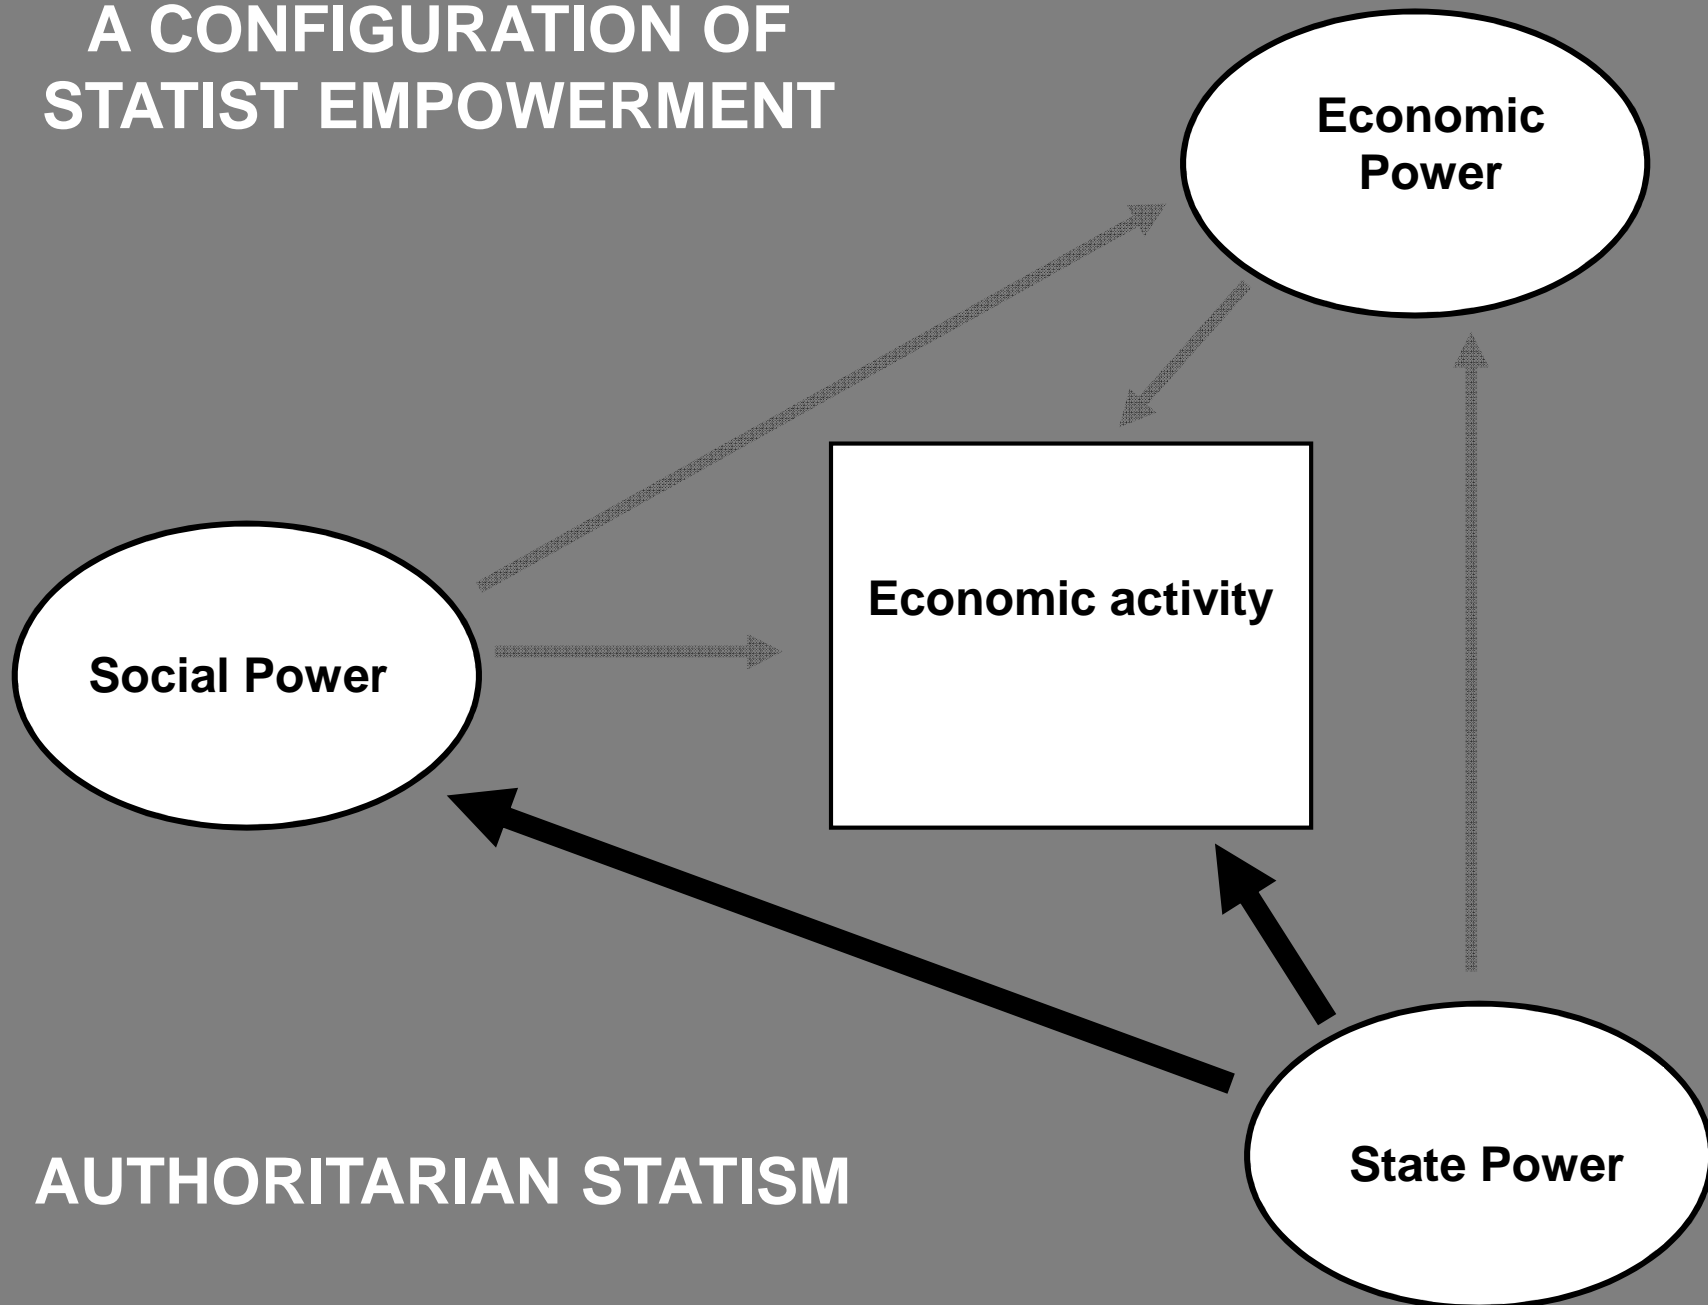 A CONFIGURATION OF
STATIST EMPOWERMENT
Economic
Power
Economic activity
Social Power
State Power
AUTHORITARIAN STATISM